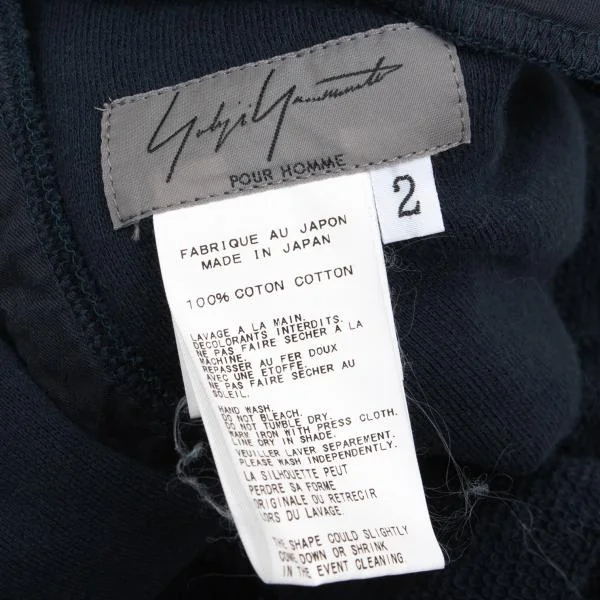 Yohji Yamamoto
POUR HOMME
2
FABRIQUE AU JAPON
MADE IN JAPAN
100% COTON COTTON
LAVAGE A LA MAIN.
DECOLORANTS INTERDITS.
NE PAS FAIRE SECHER A LA
MACHINE.
REPASSER AU FER DOUX
AVEC UNE ETOFFE.
NE PAS FAIRE SECHER AU
SOLEIL.
HAND WASH.
DO NOT BLEACH.
DO NOT TUMBLE DRY.
WARM IRON WITH PRESS CLOTH.
LINE DRY IN SHADE.
VEUILLER LAVER SEPAREMENT.
PLEASE WASH INDEPENDENTLY.
LA SILHOUETTE PEUT
PERDRE SA FORME
ORIGINALE OU RETRECIR
LORS DU LAVAGE.
THE SHAPE COULD SLIGHTLY
COME DOWN OR SHRINK
IN THE EVENT CLEANING.